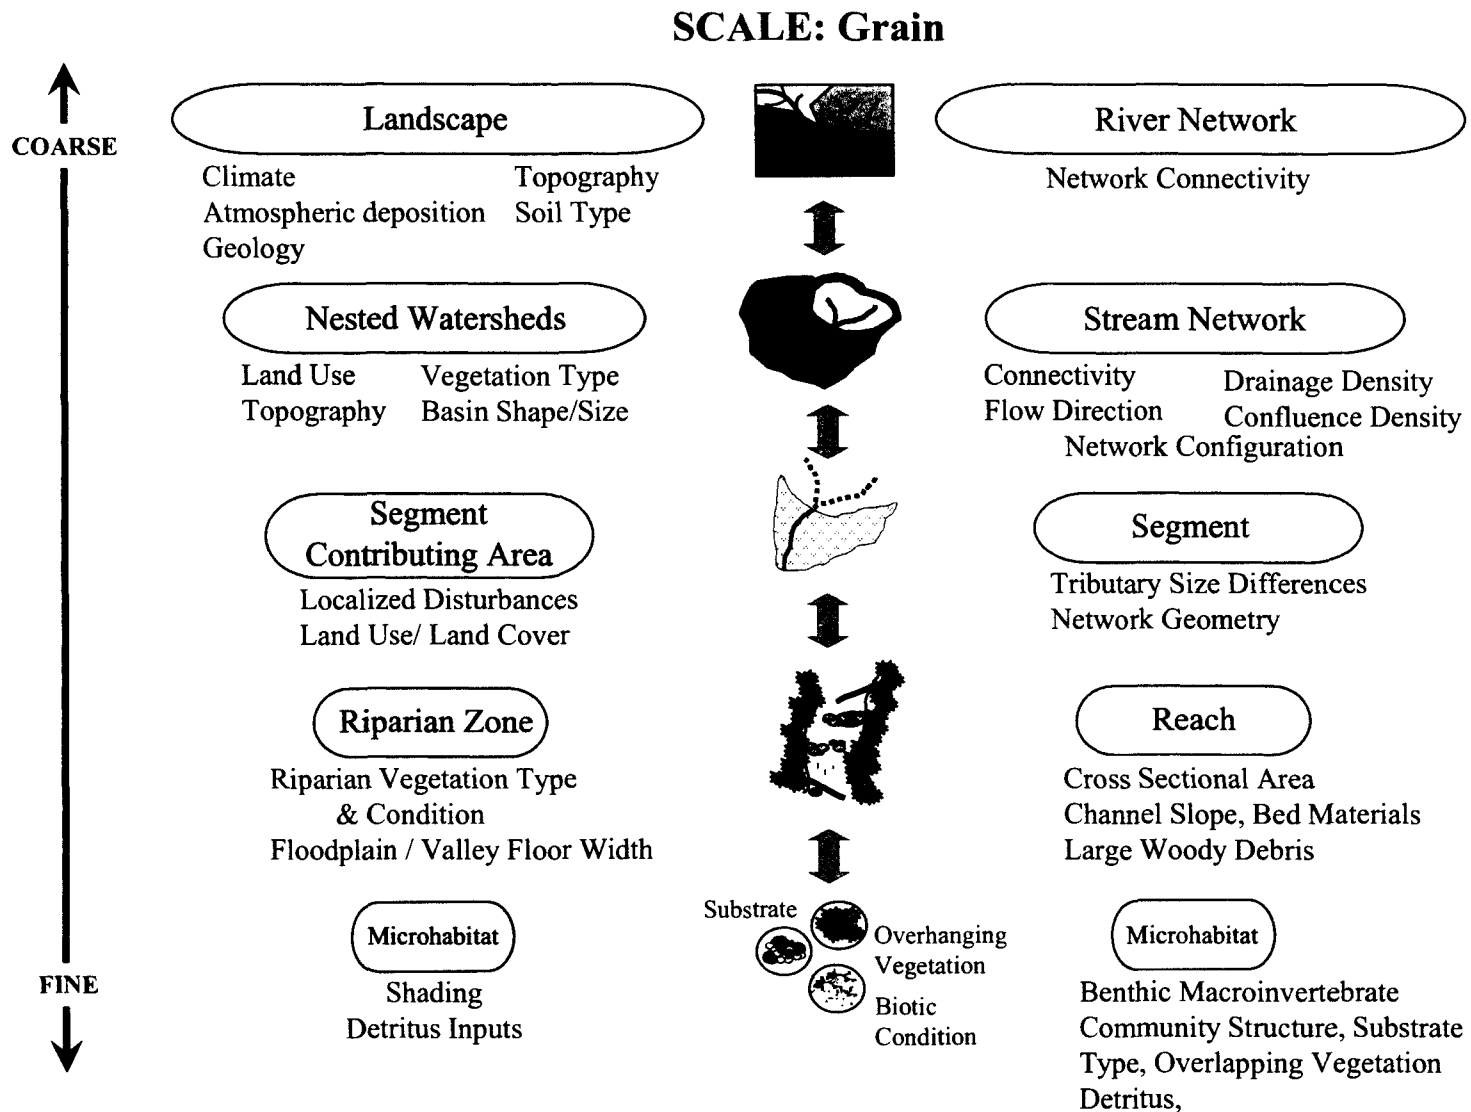 SCALE: Grain
COARSE
FINE
Landscape
Climate
Topography
Atmospheric deposition
Soil Type
Geology
River Network
Network Connectivity
Nested Watersheds
Land Use
Vegetation Type
Topography
Basin Shape/Size
Stream Network
Connectivity
Drainage Density
Flow Direction
Confluence Density
Network Configuration
Segment
Contributing Area
Localized Disturbances
Land Use/ Land Cover
Segment
Tributary Size Differences
Network Geometry
Riparian Zone
Riparian Vegetation Type
& Condition
Floodplain / Valley Floor Width
Reach
Cross Sectional Area
Channel Slope, Bed Materials
Large Woody Debris
Microhabitat
Shading
Detritus Inputs
Substrate
Overhanging
Vegetation
Biotic
Condition
Microhabitat
Benthic Macroinvertebrate
Community Structure, Substrate
Type, Overlapping Vegetation
Detritus,